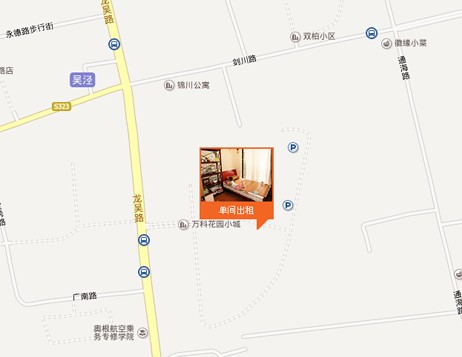 龙吴路
双柏小区
永德路步行街
徽缘小菜
剑川路
通海路
路店
吴泾
锦川公寓
S323
P
龙吴路
P
单间出租
万科花园小城
广南路
通海路
奥根航空乘
务专修学院